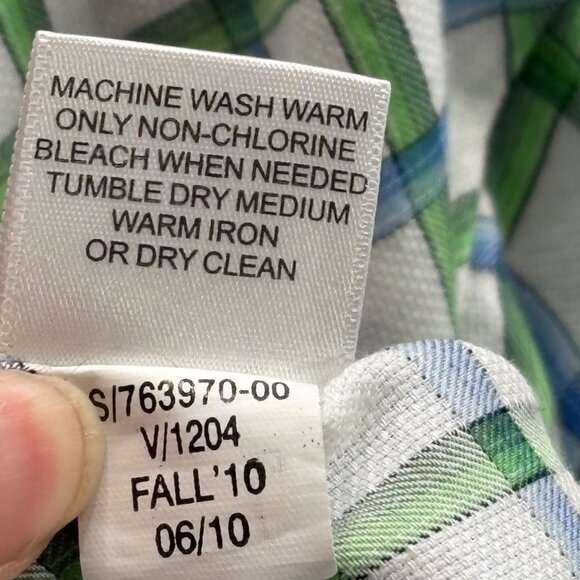 MACHINE WASH WARM
ONLY NON-CHLORINE
BLEACH WHEN NEEDED
TUMBLE DRY MEDIUM
WARM IRON
OR DRY CLEAN
S/763970-00
V/1204
FALL'10
06/10